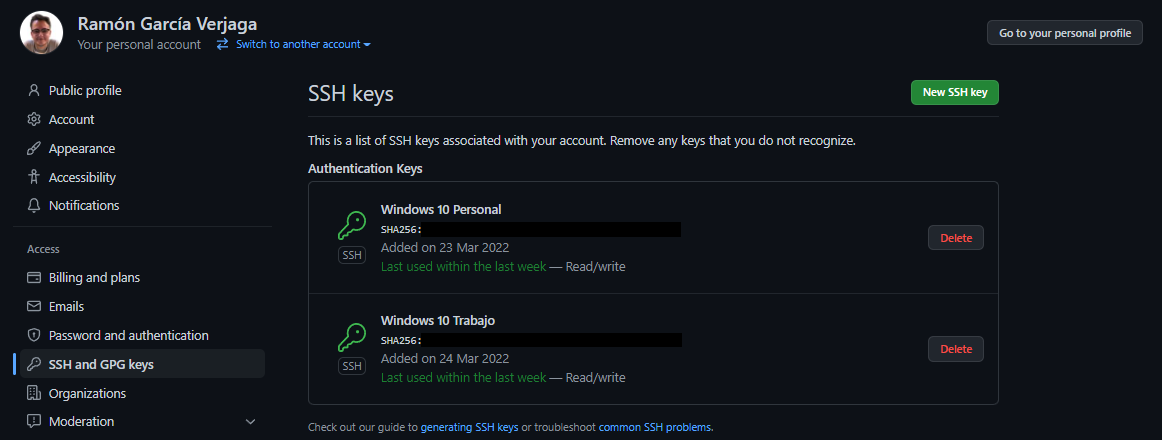 Ramón García Verjaga
Your personal account Switch to another account
Go to your personal profile
Public profile
Account
Appearance
Accessibility
Notifications
Access
Billing and plans
Emails
Password and authentication
SSH and GPG keys
Organizations
Moderation
SSH keys
New SSH key
This is a list of SSH keys associated with your account. Remove any keys that you do not recognize.
Authentication Keys
Windows 10 Personal
SHA256:
Added on 23 Mar 2022
Last used within the last week — Read/write
SSH
Delete
Windows 10 Trabajo
SHA256:
Added on 24 Mar 2022
Last used within the last week — Read/write
SSH
Delete
Check out our guide to generating SSH keys or troubleshoot common SSH problems.